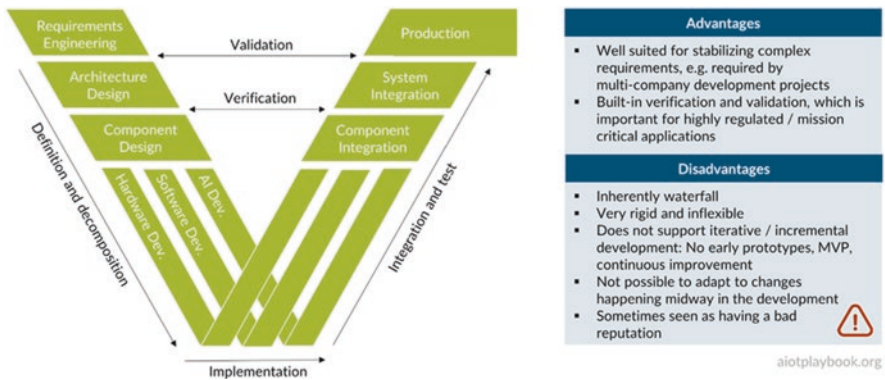 Requirements
Engineering
Validation
Production
Architecture
Design
Verification
System
Integration
Component
Design
Component
Integration
Hardware Dev.
Software Dev.
AI Dev.
Definition and decomposition
Integration and test
Implementation
Advantages
▪ Well suited for stabilizing complex
requirements, e.g. required by
multi-company development projects
▪ Built-in verification and validation, which is
important for highly regulated / mission
critical applications
Disadvantages
▪ Inherently waterfall
▪ Very rigid and inflexible
▪ Does not support iterative / incremental
development: No early prototypes, MVP,
continuous improvement
▪ Not possible to adapt to changes
happening midway in the development
▪ Sometimes seen as having a bad
reputation
!
aiotplaybook.org